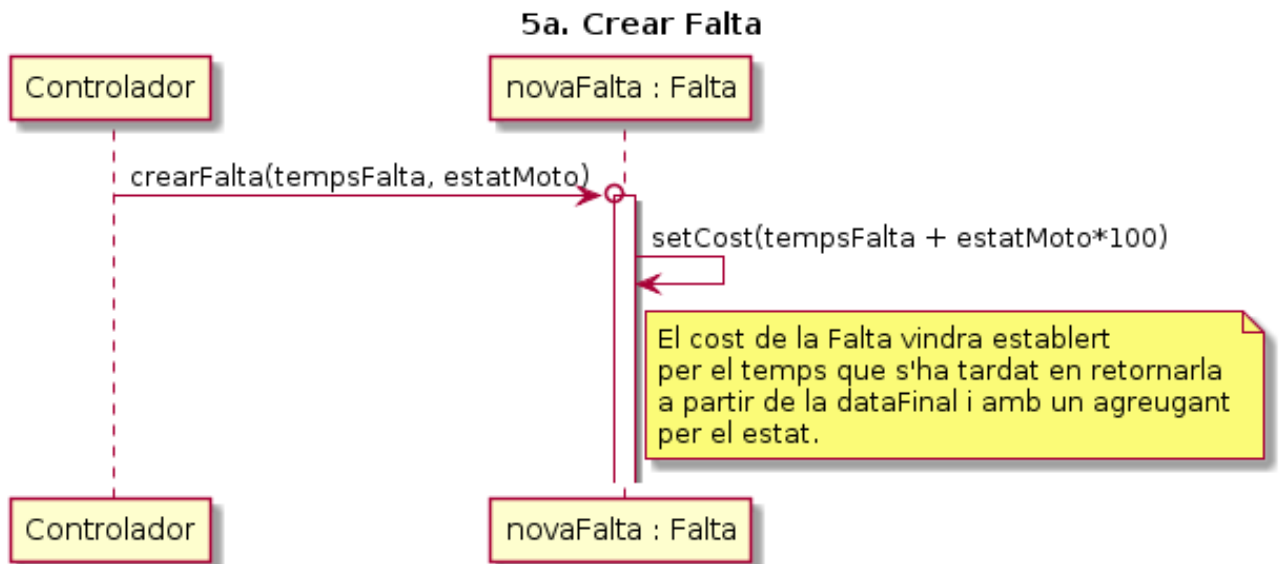 5a. Crear Falta
Controlador
novaFalta : Falta
crearFalta(tempsFalta, estatMoto)
setCost(tempsFalta + estatMoto*100)
El cost de la Falta vindra establert
per el temps que s'ha tardat en retornarla
a partir de la dataFinal i amb un agreugant
per el estat.
Controlador
novaFalta : Falta